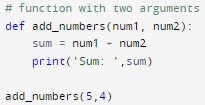 # function with two arguments
def add_numbers(num1, num2):
    sum = num1 + num2
    print('Sum: ',sum)

add_numbers(5,4)